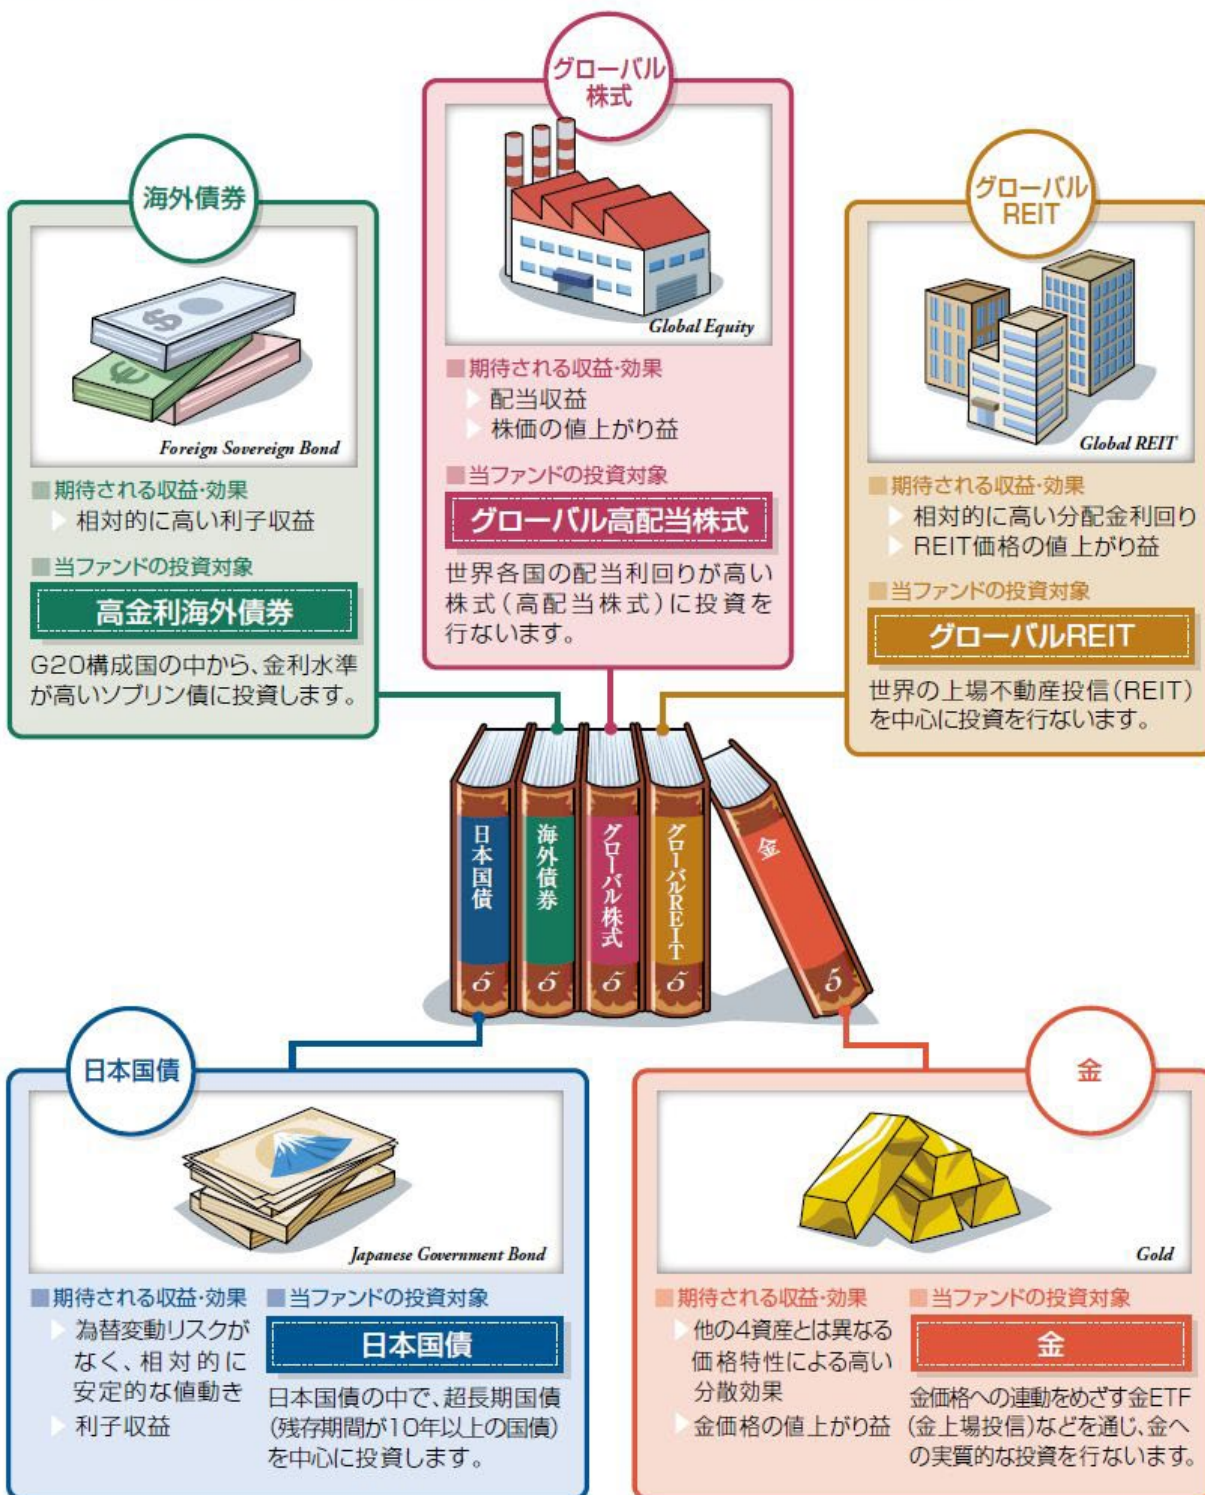 グローバル
株式
Global Equity
■期待される収益・効果
配当収益
株価の値上がり益
■当ファンドの投資対象
グローバル高配当株式
世界各国の配当利回りが高い
株式(高配当株式)に投資を
行ないます。
海外債券
Foreign Sovereign Bond
■期待される収益・効果
相対的に高い利子収益
■当ファンドの投資対象
高金利海外債券
G20構成国の中から、金利水準
が高いソブリン債に投資します。
グローバル
REIT
Global REIT
■期待される収益・効果
相対的に高い分配金利回り
REIT価格の値上がり益
■当ファンドの投資対象
グローバルREIT
世界の上場不動産投信(REIT)
を中心に投資を行ないます。
日本国債
5
海外債券
5
グローバル株式
5
グローバルREIT
5
金
5
日本国債
Japanese Government Bond
■期待される収益・効果
為替変動リスクが
なく、相対的に
安定的な値動き
利子収益
■当ファンドの投資対象
日本国債
日本国債の中で、超長期国債
(残存期間が10年以上の国債)
を中心に投資します。
金
Gold
■期待される収益・効果
他の4資産とは異なる
価格特性による高い
分散効果
金価格の値上がり益
■当ファンドの投資対象
金
金価格への連動をめざす金ETF
(金上場投信)などを通じ、金へ
の実質的な投資を行ないます。